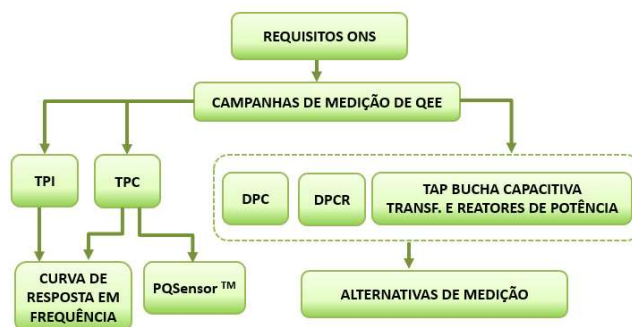 REQUISITOS ONS
CAMPANHAS DE MEDIÇÃO DE QEE
TPI
TPC
DPC
DPCR
TAP BUCHA CAPACITIVA
TRANSF. E REATORES DE POTÊNCIA
CURVA DE
RESPOSTA EM
FREQUÊNCIA
PQSensor ™
ALTERNATIVAS DE MEDIÇÃO